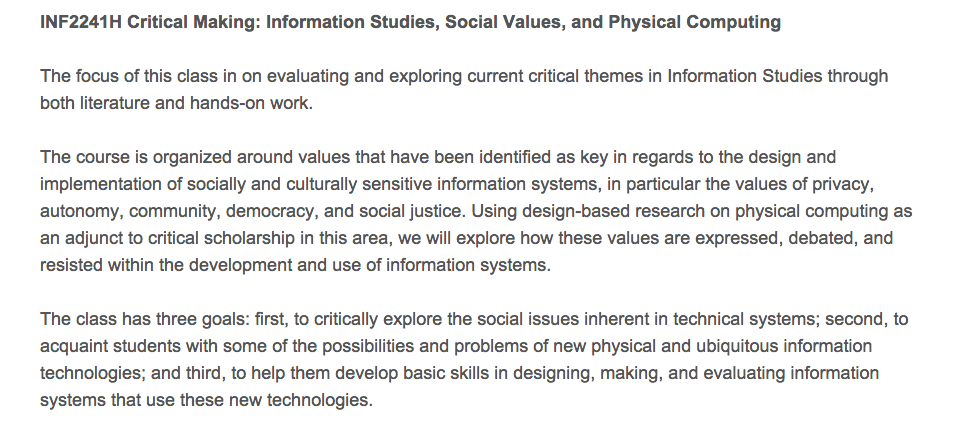 INF2241H Critical Making: Information Studies, Social Values, and Physical Computing
The focus of this class in on evaluating and exploring current critical themes in Information Studies through
both literature and hands-on work.
The course is organized around values that have been identified as key in regards to the design and
implementation of socially and culturally sensitive information systems, in particular the values of privacy,
autonomy, community, democracy, and social justice. Using design-based research on physical computing as
an adjunct to critical scholarship in this area, we will explore how these values are expressed, debated, and
resisted within the development and use of information systems.
The class has three goals: first, to critically explore the social issues inherent in technical systems; second, to
acquaint students with some of the possibilities and problems of new physical and ubiquitous information
technologies; and third, to help them develop basic skills in designing, making, and evaluating information
systems that use these new technologies.